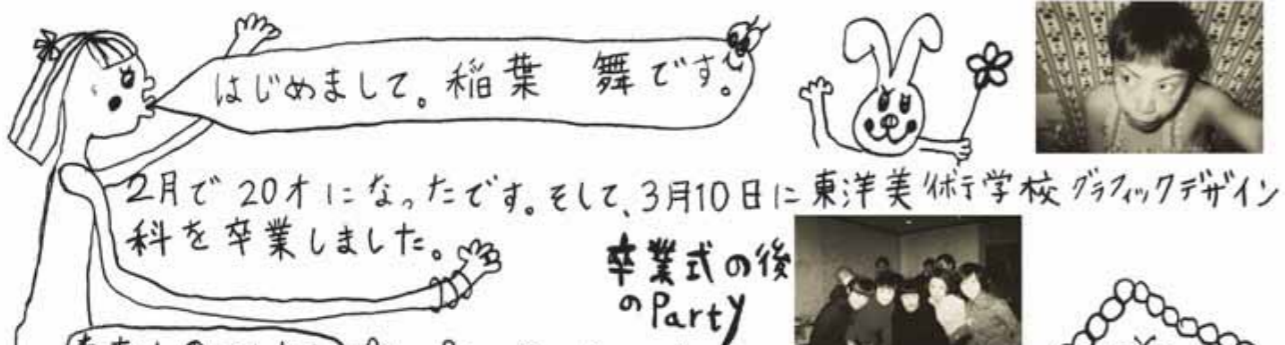 はじめまして。稲葉 舞です。
2月で20才になったです。そして、3月10日に東洋美術学校グラフィックデザイン
科を卒業しました。
卒業式の後
のParty